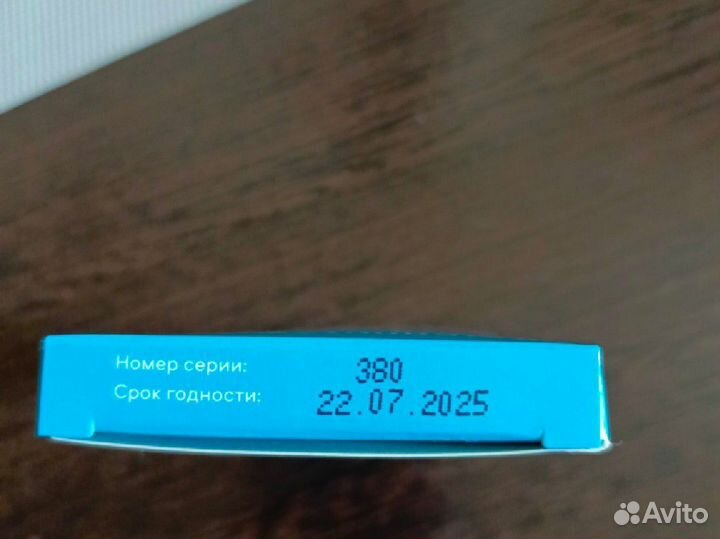 Номер серии: 380
Срок годности: 22.07.2025
Avito